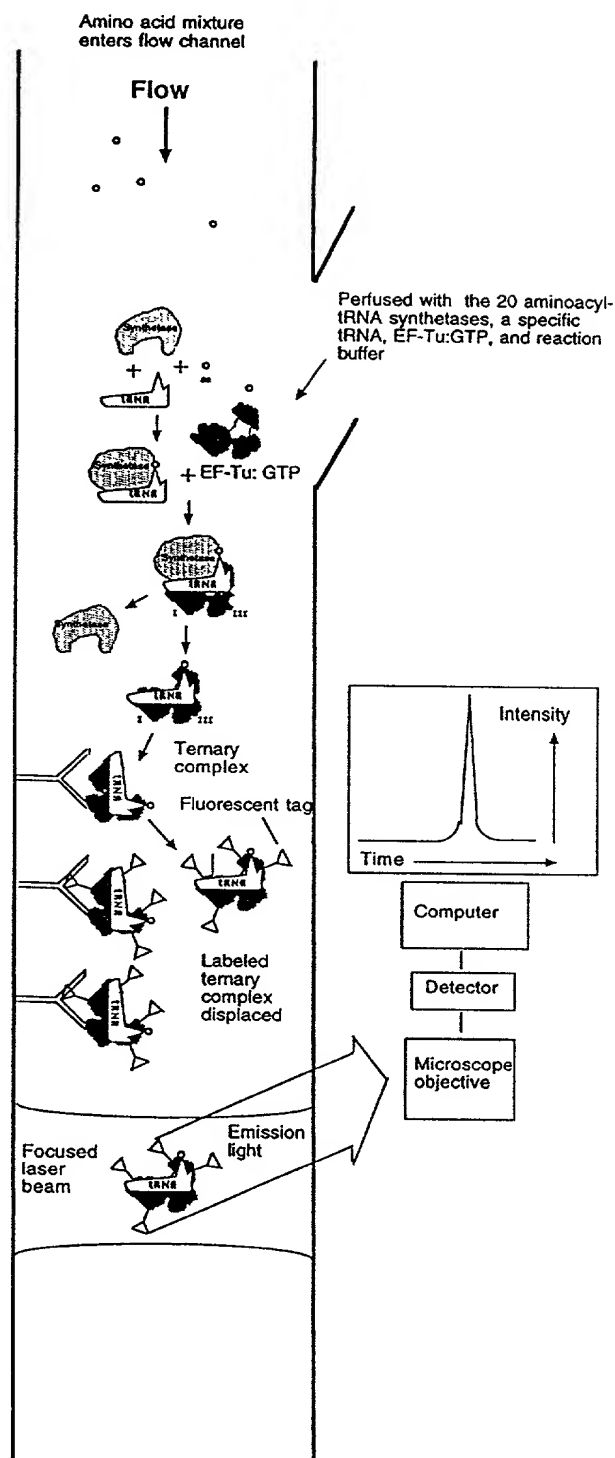 Amino acid mixture
enters flow channel
Flow
Perfused with the 20 aminoacyl-
tRNA synthetases, a specific
tRNA, EF-Tu:GTP, and reaction
buffer
Synthetase
+ + aa
tRNA
Synthetase
tRNA
+ EF-Tu: GTP
Synthetase
tRNA
I III
Synthetase
tRNA
I III
Ternary
complex
tRNA
Fluorescent tag
tRNA
tRNA
Labeled
ternary
complex
displaced
tRNA
Intensity
Time
Computer
Detector
Microscope
objective
Focused
laser
beam
Emission
light
tRNA